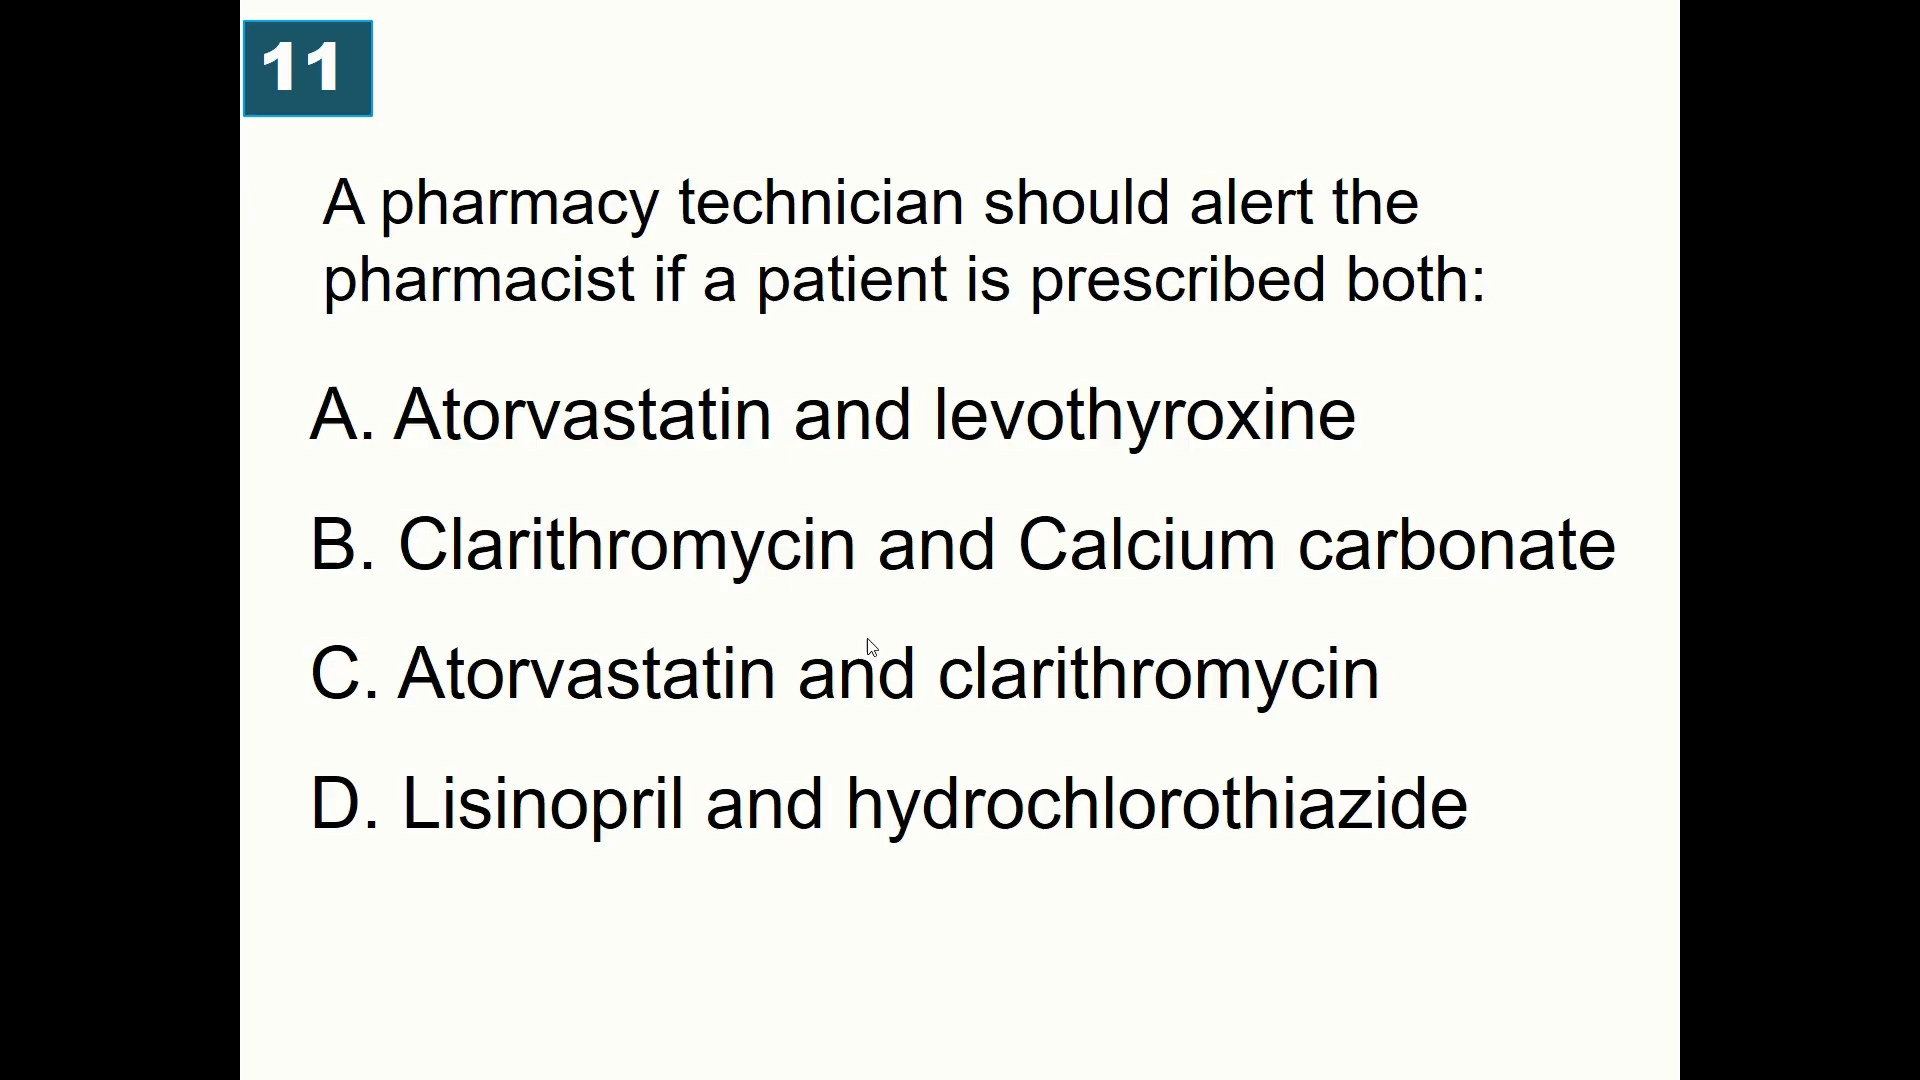 11
A pharmacy technician should alert the
pharmacist if a patient is prescribed both:
A. Atorvastatin and levothyroxine
B. Clarithromycin and Calcium carbonate
C. Atorvastatin and clarithromycin
D. Lisinopril and hydrochlorothiazide